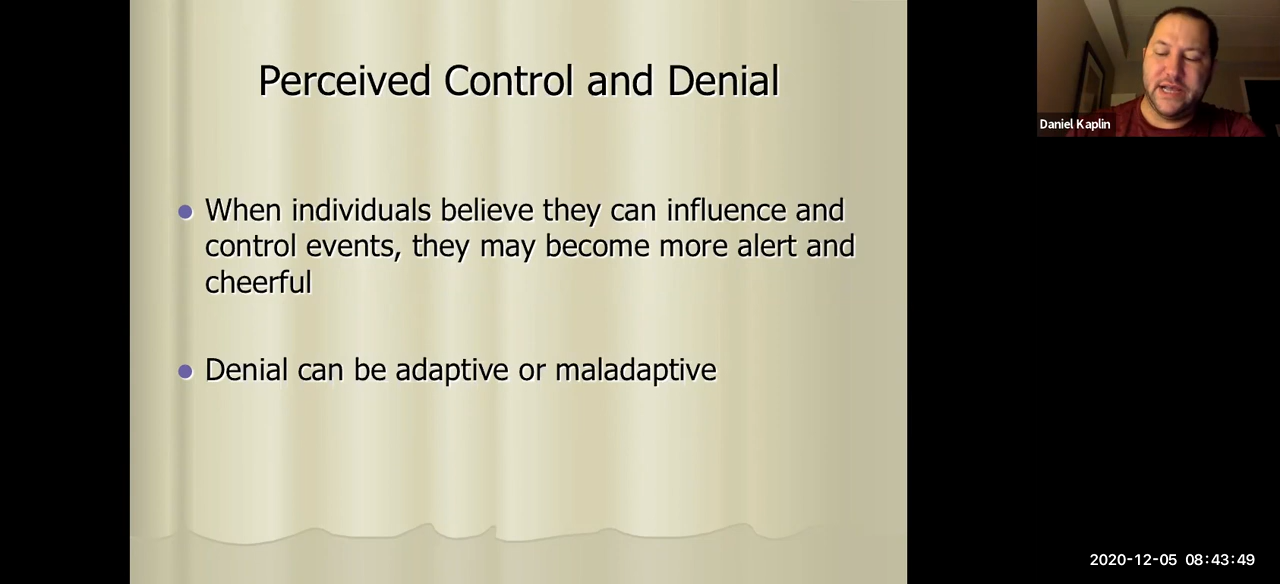 Perceived Control and Denial
Daniel Kaplin
When individuals believe they can influence and
control events, they may become more alert and
cheerful
Denial can be adaptive or maladaptive
2020-12-05 08:43:49